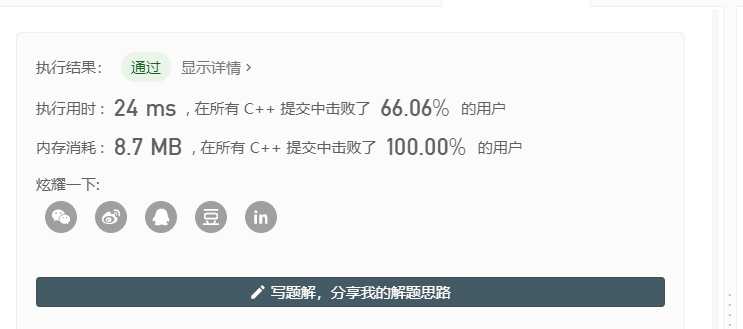 执行结果： 通过 显示详情 ›
执行用时： 24 ms ，在所有 C++ 提交中击败了 66.06% 的用户
内存消耗： 8.7 MB ，在所有 C++ 提交中击败了 100.00% 的用户
炫耀一下:
豆 in
写题解，分享我的解题思路